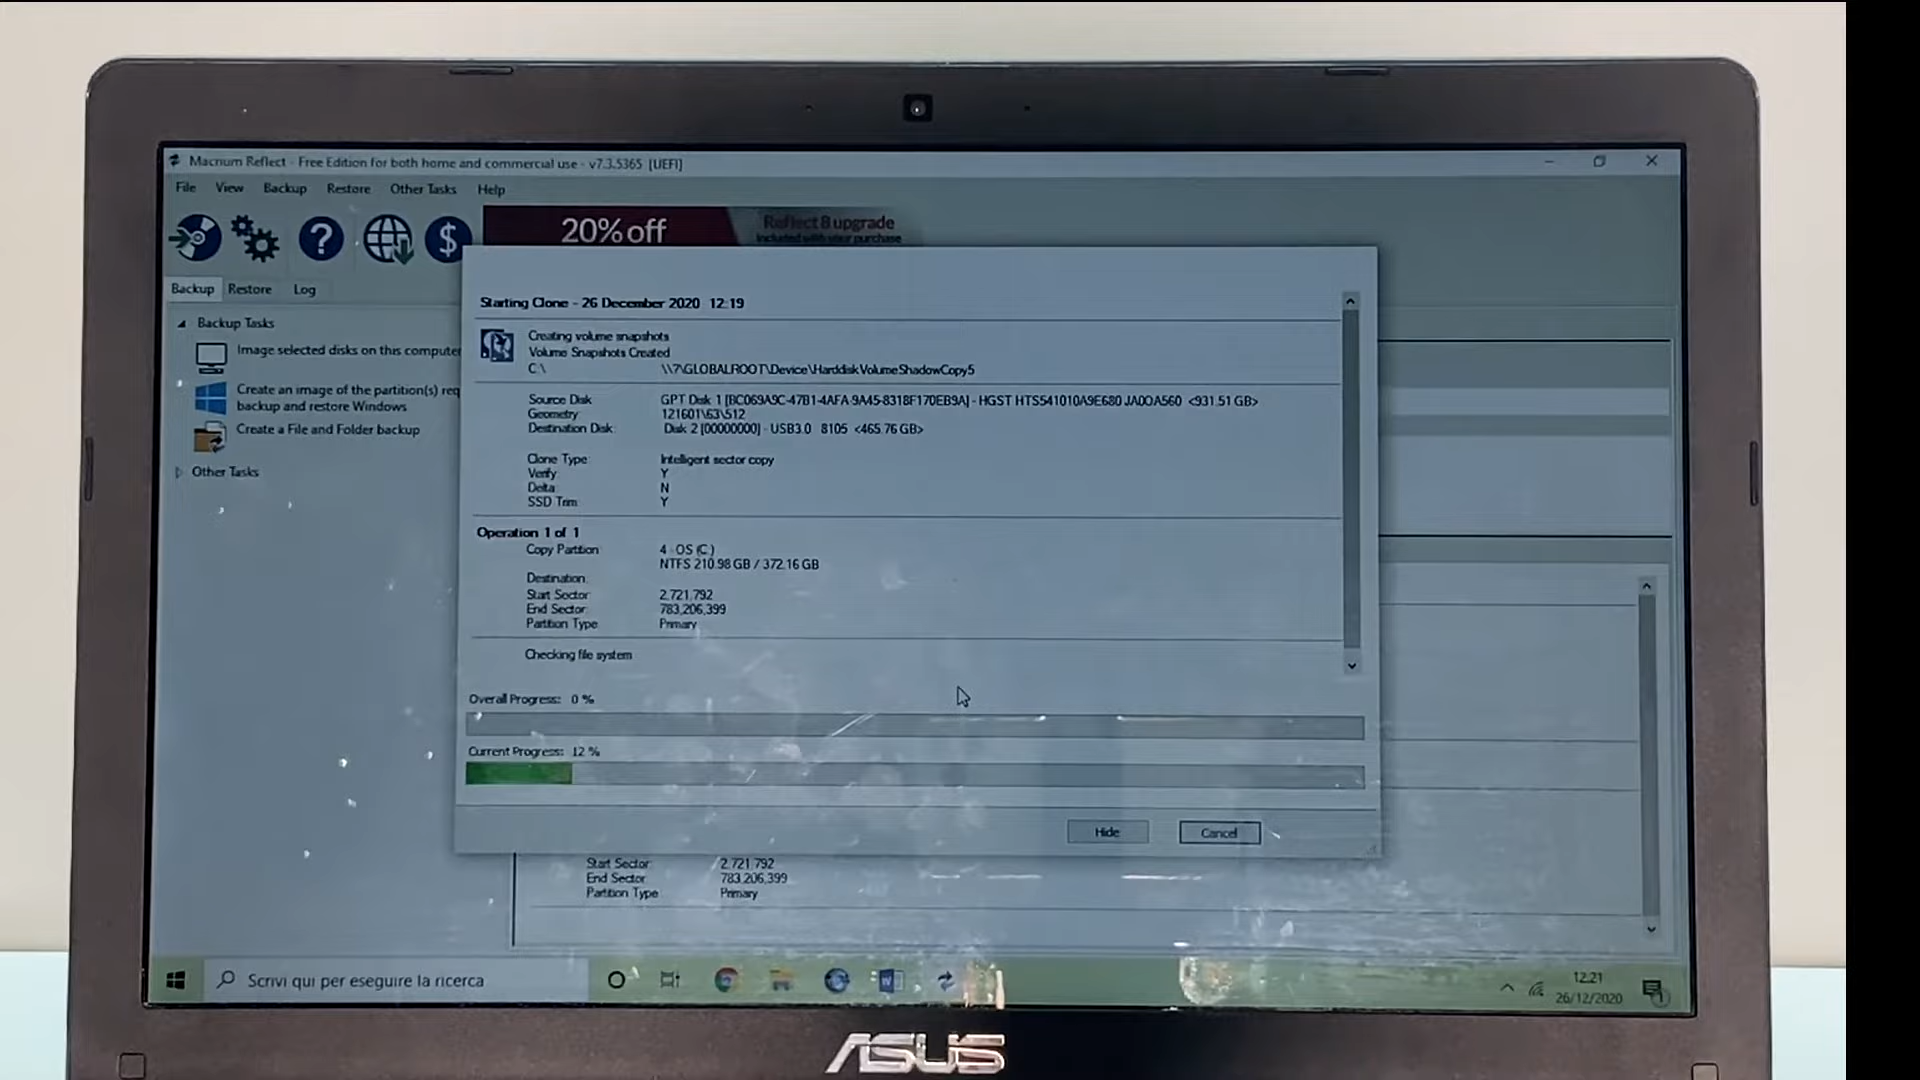 Macrium Reflect - Free Edition for both home and commercial use - v7.3.5365 [UEFI]
File View Backup Restore Other Tasks Help
20% off
Reflect 8 upgrade
included with your purchase
Backup Restore Log
Backup Tasks
Image selected disks on this computer
Create an image of the partition(s) req
backup and restore Windows
Create a File and Folder backup
Other Tasks
Starting Clone - 26 December 2020 12:19
Creating volume snapshots
Volume Snapshots Created
C:\ \\?\GLOBALROOT\Device\HarddiskVolumeShadowCopy5
Source Disk: GPT Disk 1 [BC069A9C-47B1-4AFA-9A45-8318F170EB9A] - HGST HTS541010A9E680 JA0OA560 <931.51 GB>
Geometry: 121601\63\512
Destination Disk: Disk 2 [00000000] - USB3.0 8105 <465.76 GB>
Clone Type: Intelligent sector copy
Verify: Y
Delta: N
SSD Trim: Y
Operation 1 of 1
Copy Partition: 4 - OS (C:)
NTFS 210.98 GB / 372.16 GB
Destination:
Start Sector: 2,721,792
End Sector: 783,206,399
Partition Type: Primary
Checking file system
Overall Progress: 0 %
Current Progress: 12 %
Hide Cancel
Start Sector: 2,721,792
End Sector: 783,206,399
Partition Type: Primary
Scrivi qui per eseguire la ricerca
12:21
26/12/2020
1
ASUS